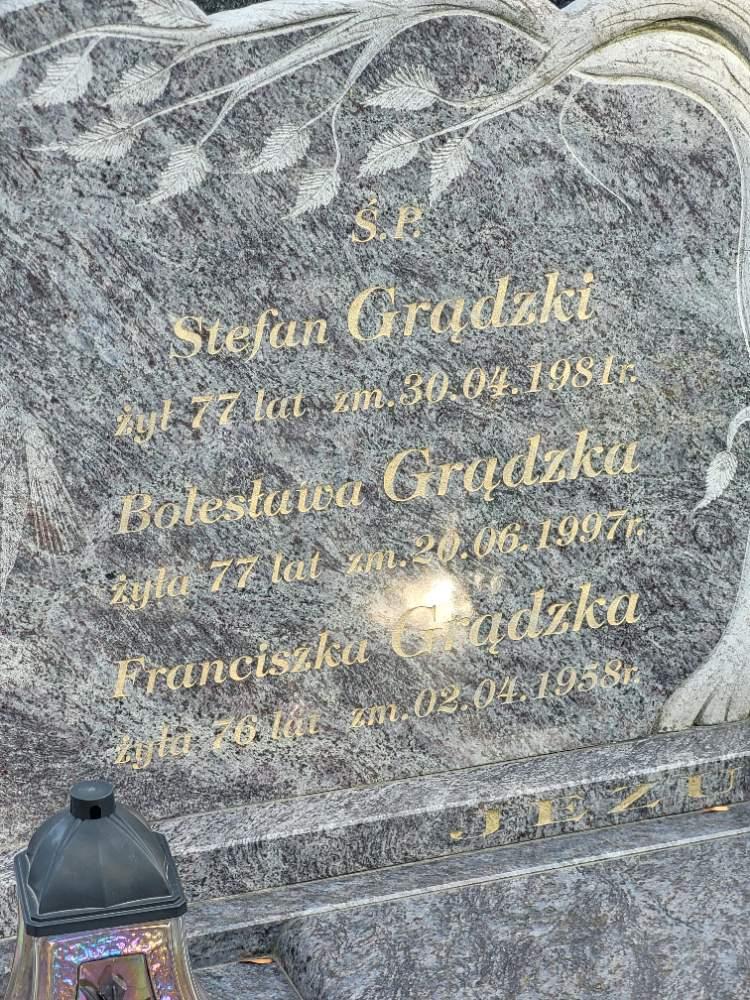 Ś.P.
Stefan Grądzki
żył 77 lat zm.30.04.1981r.
Bolesława Grądzka
żyła 77 lat zm.20.06.1997r.
Franciszka Grądzka
żyła 76 lat zm.02.04.1958r.
JEZU